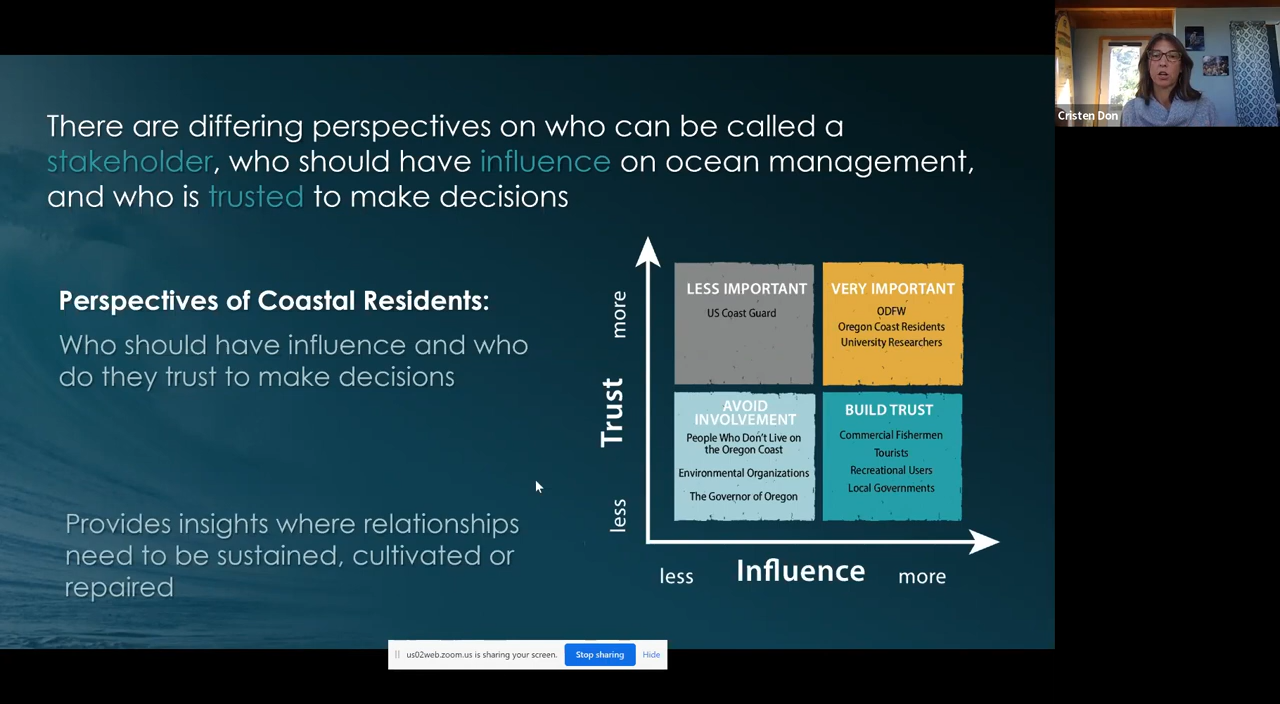 There are differing perspectives on who can be called a
stakeholder, who should have influence on ocean management,
and who is trusted to make decisions
Perspectives of Coastal Residents:
Who should have influence and who
do they trust to make decisions
Provides insights where relationships
need to be sustained, cultivated or
repaired
Trust
more
less
LESS IMPORTANT
US Coast Guard
VERY IMPORTANT
ODFW
Oregon Coast Residents
University Researchers
AVOID
INVOLVEMENT
People Who Don't Live on
the Oregon Coast
Environmental Organizations
The Governor of Oregon
BUILD TRUST
Commercial Fishermen
Tourists
Recreational Users
Local Governments
less
Influence
more
Cristen Don
us02web.zoom.us is sharing your screen.
Stop sharing
Hide